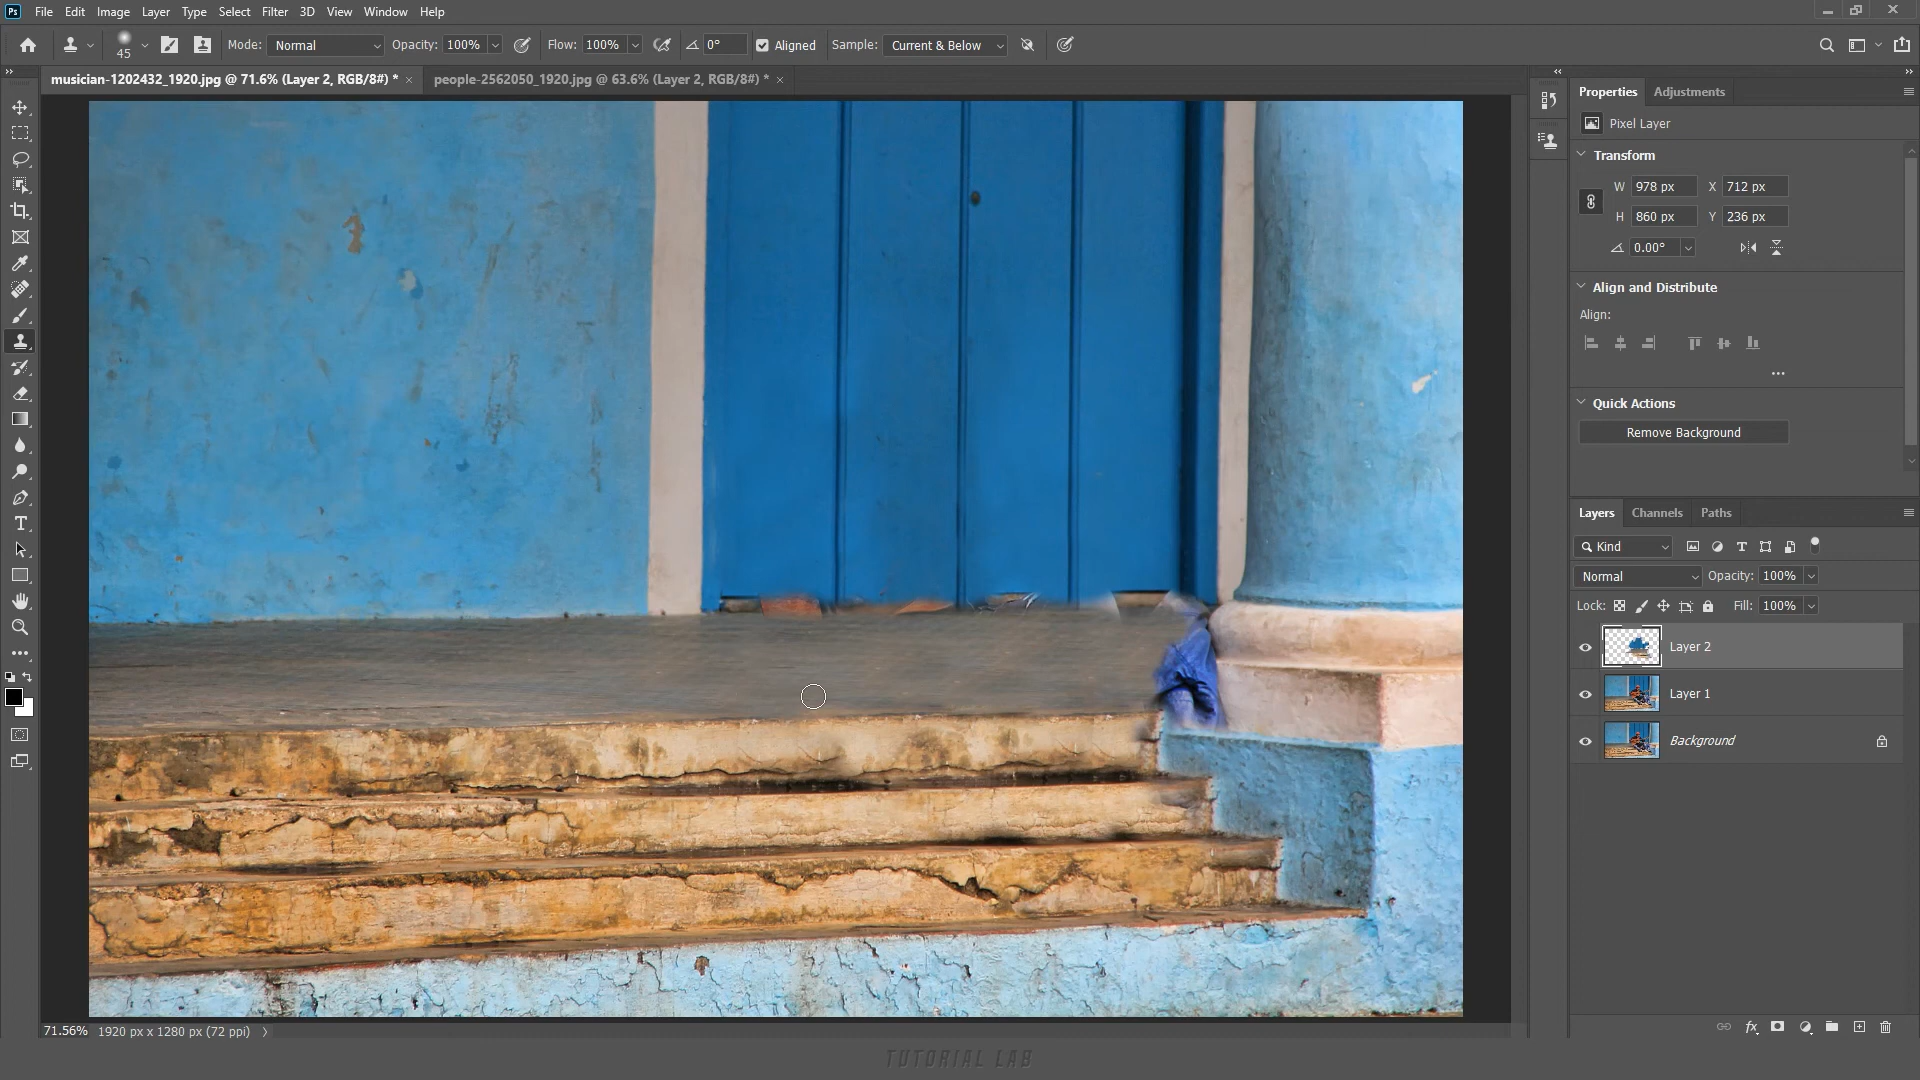 Ps File Edit Image Layer Type Select Filter 3D View Window Help
45 Mode: Normal Opacity: 100% Flow: 100% 0° Aligned Sample: Current & Below
musician-1202432_1920.jpg @ 71.6% (Layer 2, RGB/8#) * × people-2562050_1920.jpg @ 63.6% (Layer 2, RGB/8#) * ×
Properties Adjustments
Pixel Layer
Transform
W 978 px X 712 px
H 860 px Y 236 px
0.00°
Align and Distribute
Align:
Quick Actions
Remove Background
Layers Channels Paths
Kind
Normal Opacity: 100%
Lock: Fill: 100%
Layer 2
Layer 1
Background
71.56% 1920 px x 1280 px (72 ppi)
TUTORIAL LAB